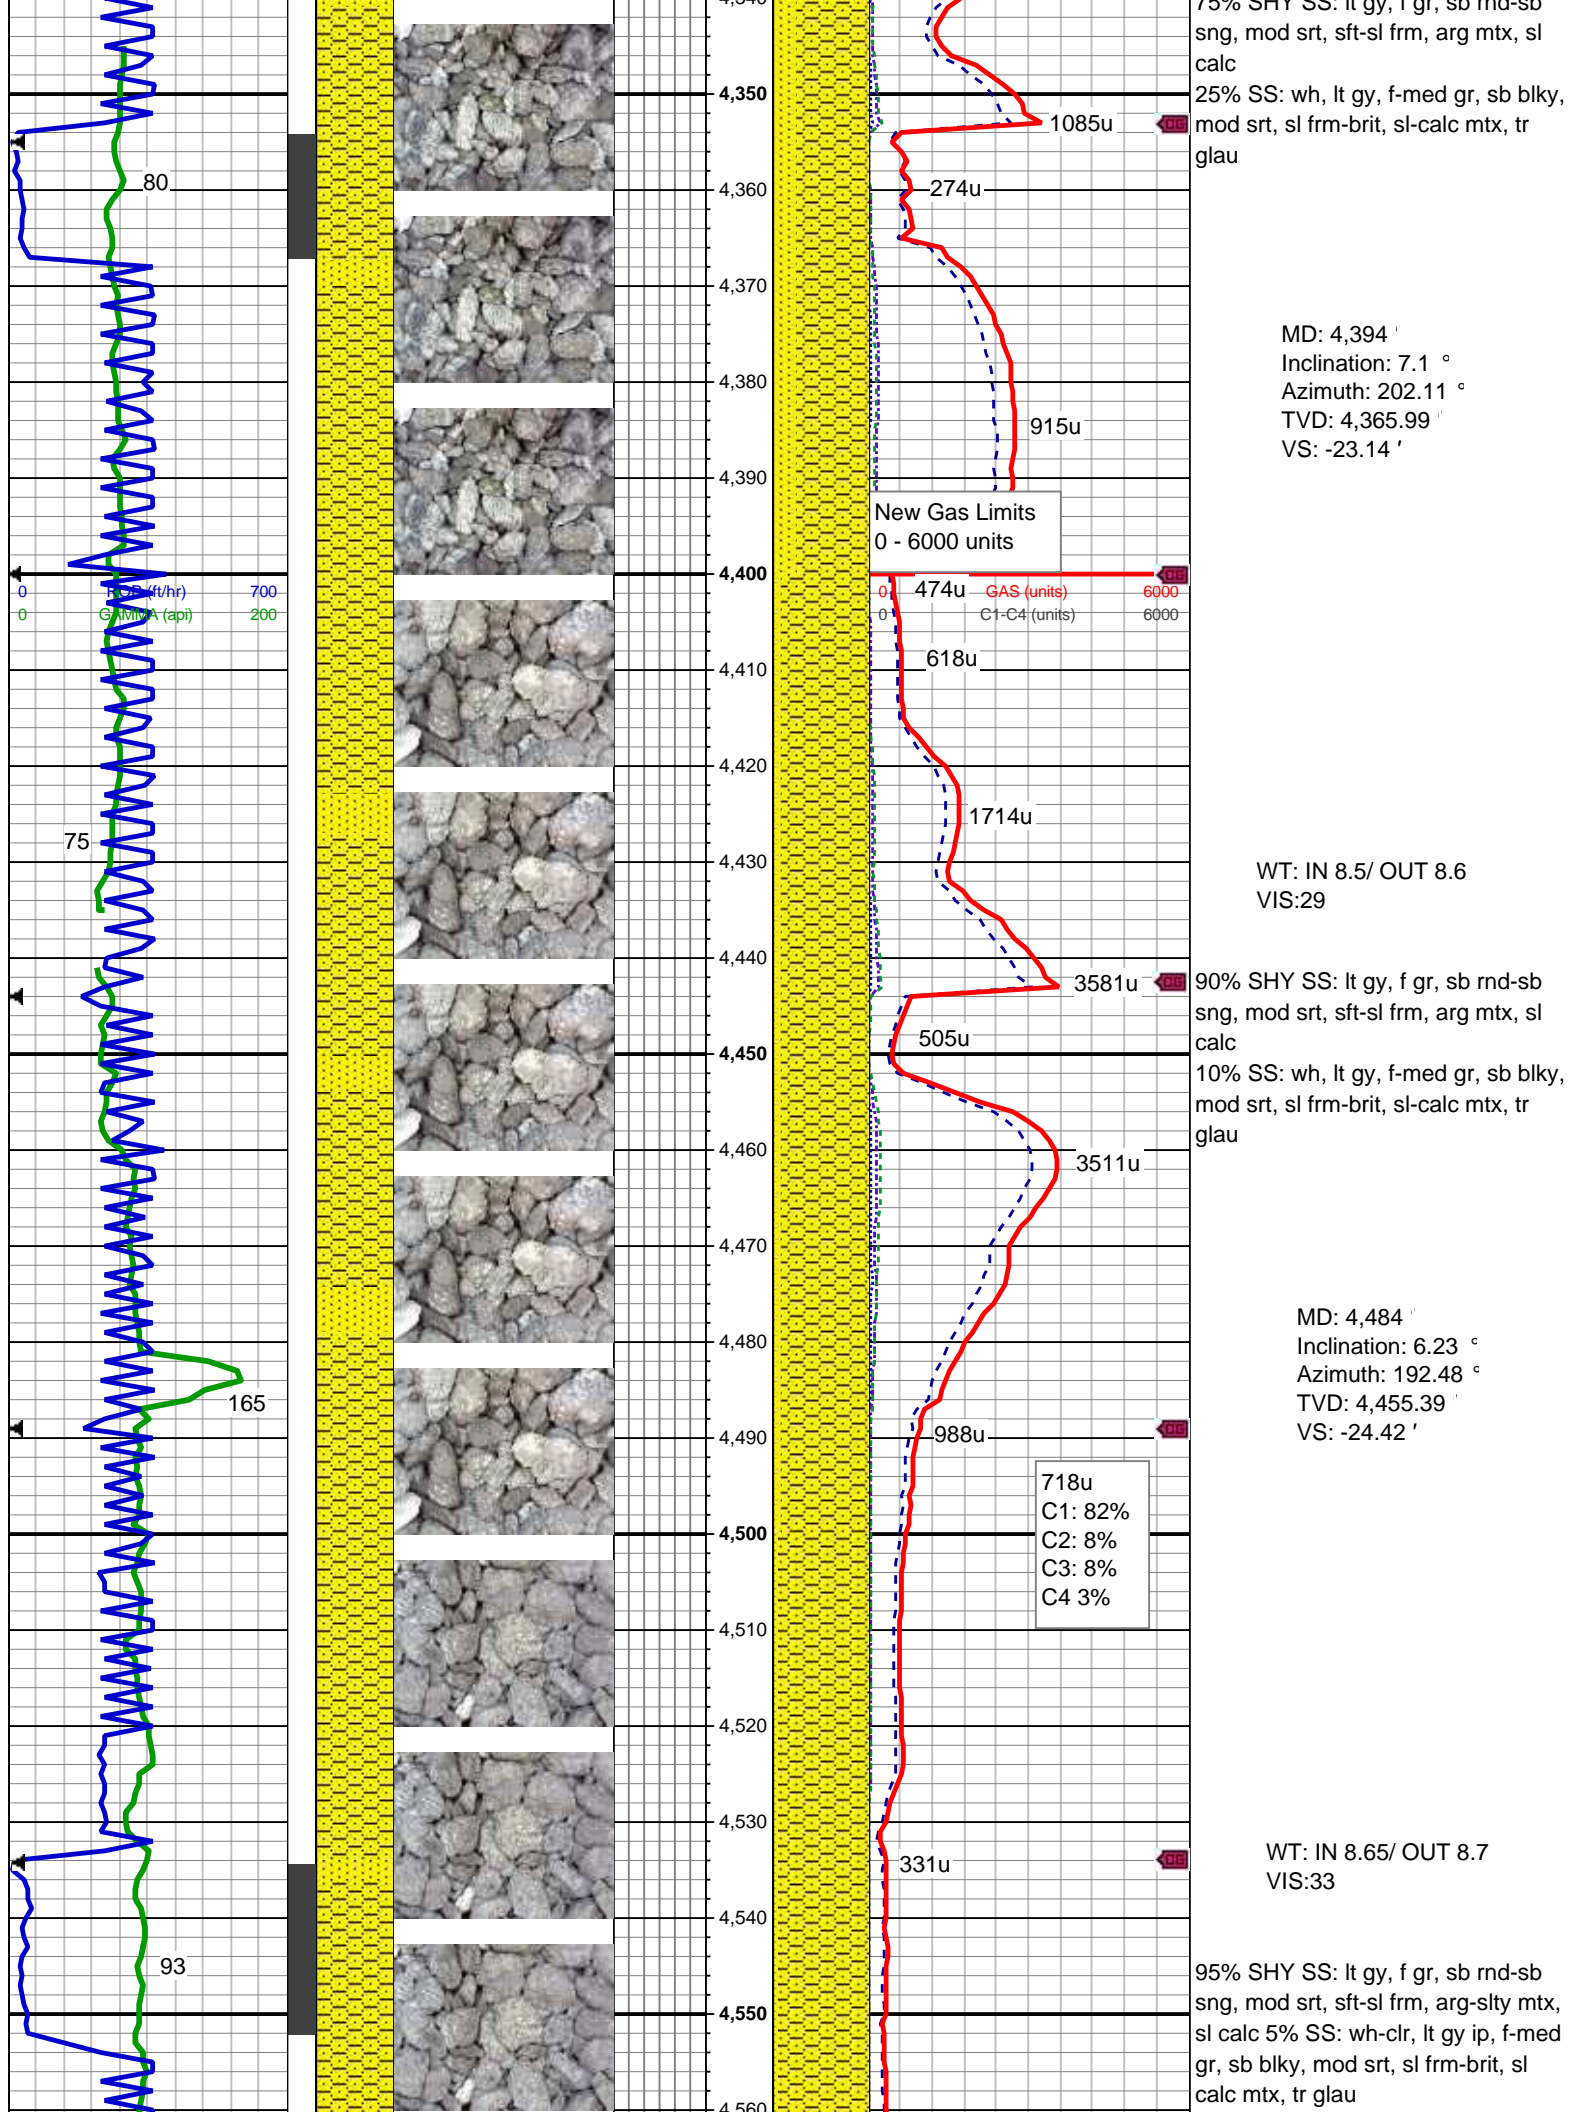 4,340
75% SHY SS: lt gy, f gr, sb rnd-sb
sng, mod srt, sft-sl frm, arg mtx, sl
calc
4,350
25% SS: wh, lt gy, f-med gr, sb blky,
1085u
CG
mod srt, sl frm-brit, sl-calc mtx, tr
glau
80
4,360
274u
4,370
MD: 4,394 '
Inclination: 7.1 °
4,380
Azimuth: 202.11 °
TVD: 4,365.99 '
915u
VS: -23.14 '
4,390
New Gas Limits
0 - 6000 units
4,400
CG
0 ROP (ft/hr) 700
474u
0 GAS (units) 6000
0 GAMMA (api) 200
0 C1-C4 (units) 6000
618u
4,410
4,420
1714u
75
4,430
WT: IN 8.5/ OUT 8.6
VIS:29
4,440
3581u
CG
90% SHY SS: lt gy, f gr, sb rnd-sb
sng, mod srt, sft-sl frm, arg mtx, sl
calc
505u
4,450
10% SS: wh, lt gy, f-med gr, sb blky,
mod srt, sl frm-brit, sl-calc mtx, tr
glau
4,460
3511u
4,470
MD: 4,484 '
4,480
Inclination: 6.23 °
Azimuth: 192.48 °
165
TVD: 4,455.39 '
VS: -24.42 '
4,490
988u
CG
718u
C1: 82%
C2: 8%
C3: 8%
C4 3%
4,500
4,510
4,520
4,530
WT: IN 8.65/ OUT 8.7
VIS:33
331u
CG
4,540
93
95% SHY SS: lt gy, f gr, sb rnd-sb
sng, mod srt, sft-sl frm, arg-slty mtx,
4,550
sl calc 5% SS: wh-clr, lt gy ip, f-med
gr, sb blky, mod srt, sl frm-brit, sl
calc mtx, tr glau
4,560